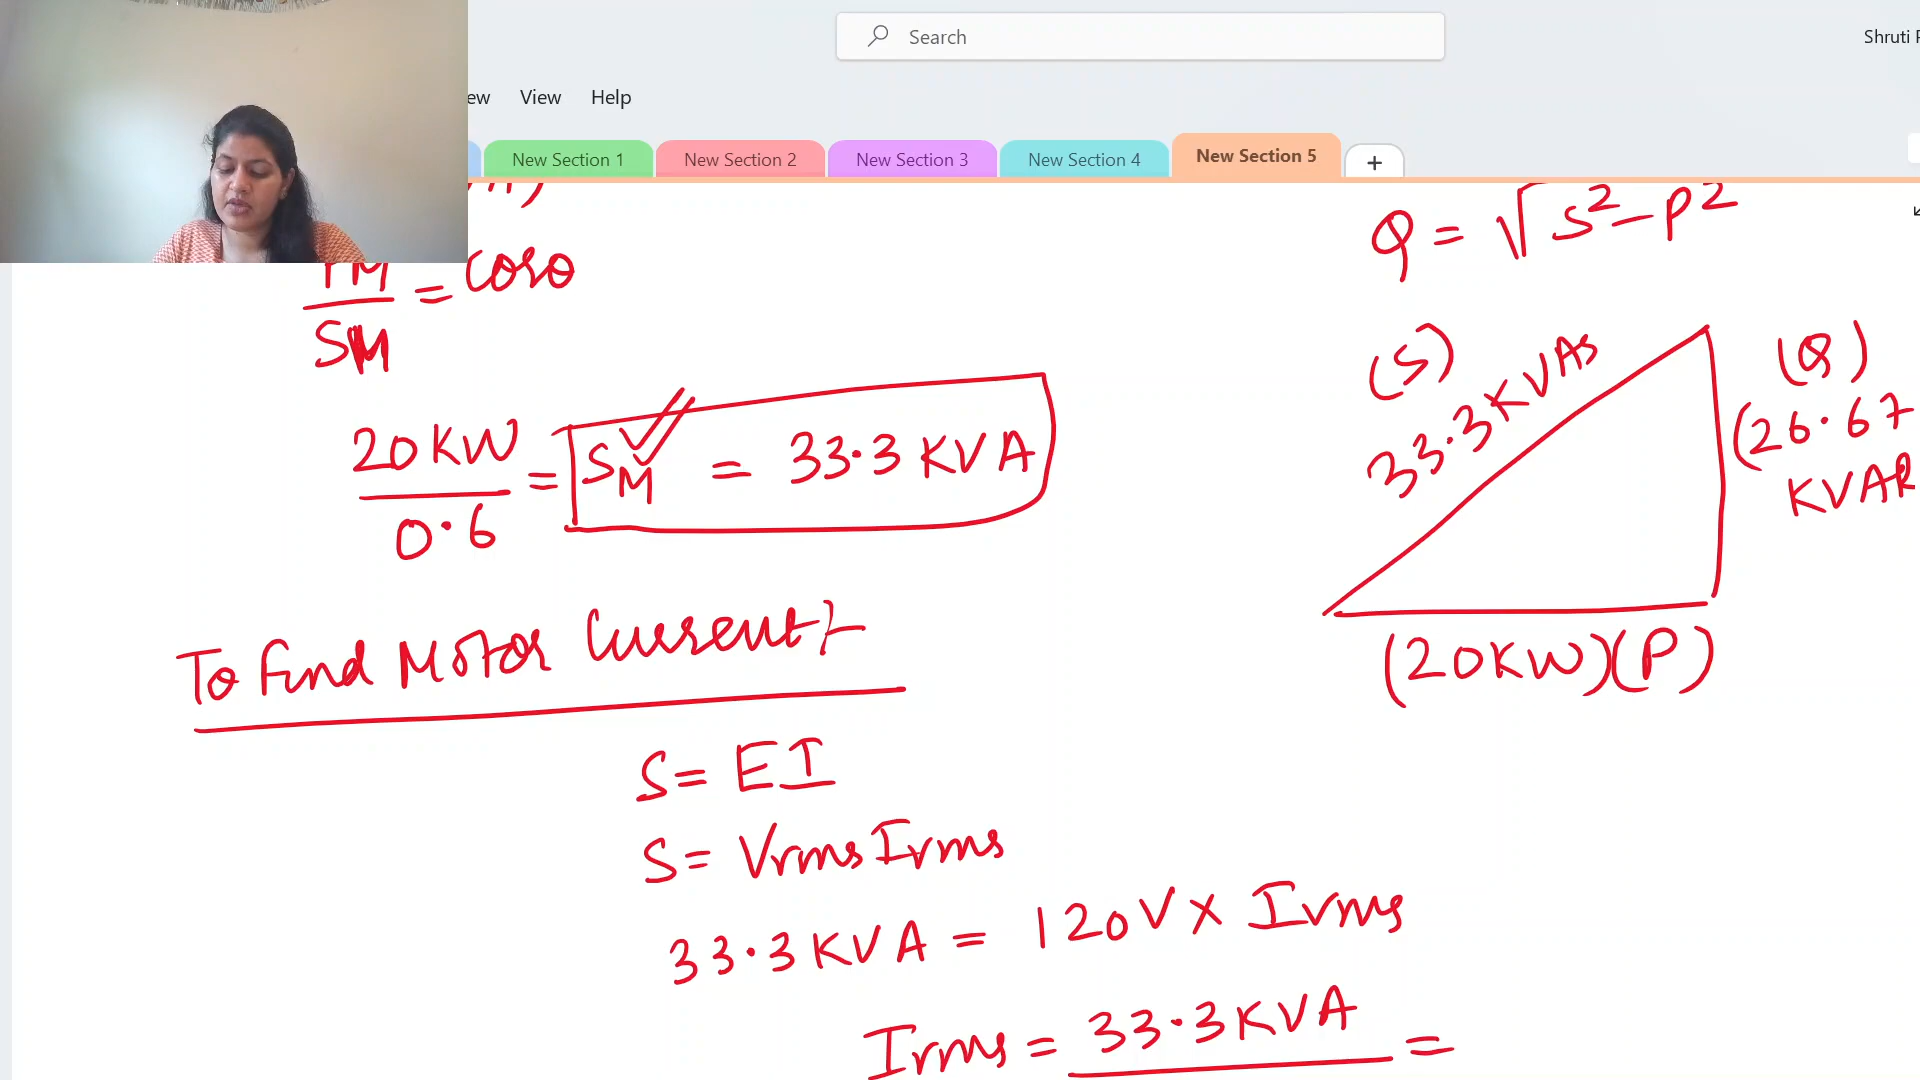 Search
Shruti
ew View Help
New Section 1 New Section 2 New Section 3 New Section 4 New Section 5 +
Q = √S²-P²
= cosø
SM
(S)
33.3KVAs
(Q)
(26.67
KVAR
20KW
0.6
= SM = 33.3 KVA
(20KW)(P)
To Find Motor Current:-
S= EI
S= Vrms Irms
33.3KVA = 120V X Irms
Irms = 33.3KVA =